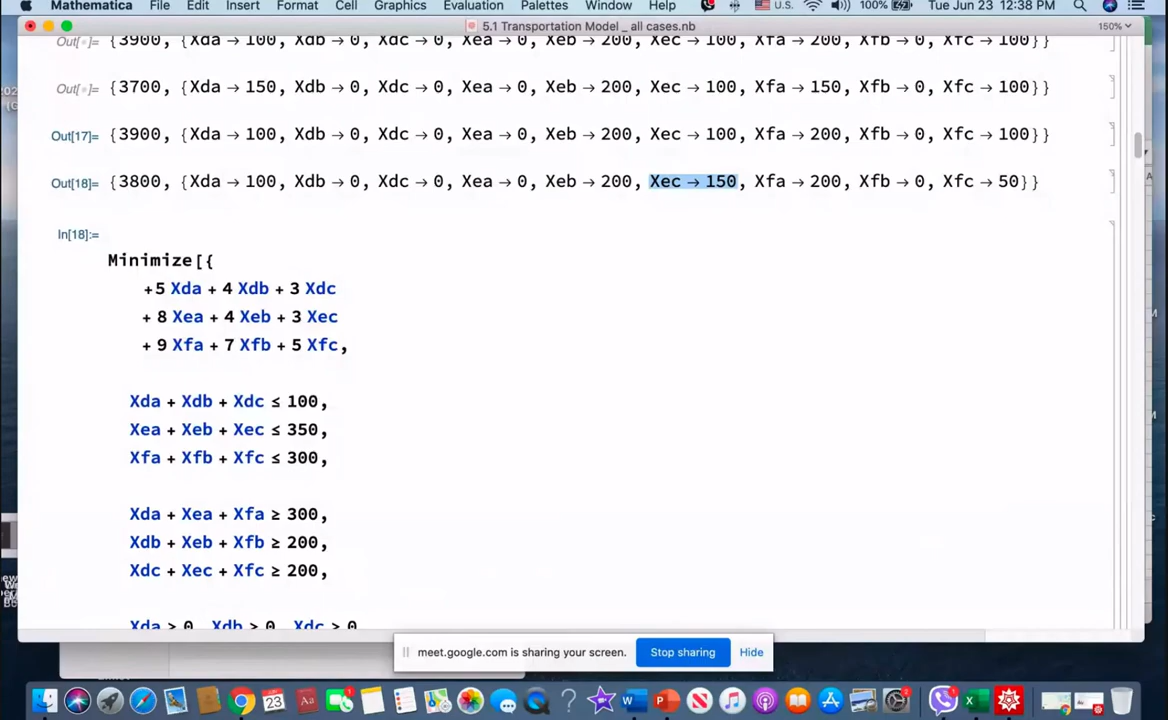 Mathematica File Edit Insert Format Cell Graphics Evaluation Palettes Window Help 100% Tue Jun 23 12:38 PM
U.S.
5.1 Transportation Model _ all cases.nb
150%
Out[•]= {3900, {Xda → 100, Xdb → 0, Xdc → 0, Xea → 0, Xeb → 200, Xec → 100, Xfa → 200, Xfb → 0, Xfc → 100}}
Out[•]= {3700, {Xda → 150, Xdb → 0, Xdc → 0, Xea → 0, Xeb → 200, Xec → 100, Xfa → 150, Xfb → 0, Xfc → 100}}
Out[17]= {3900, {Xda → 100, Xdb → 0, Xdc → 0, Xea → 0, Xeb → 200, Xec → 100, Xfa → 200, Xfb → 0, Xfc → 100}}
Out[18]= {3800, {Xda → 100, Xdb → 0, Xdc → 0, Xea → 0, Xeb → 200, Xec → 150, Xfa → 200, Xfb → 0, Xfc → 50}}
In[18]:=
Minimize[{
+5 Xda + 4 Xdb + 3 Xdc
+ 8 Xea + 4 Xeb + 3 Xec
+ 9 Xfa + 7 Xfb + 5 Xfc,
Xda + Xdb + Xdc ≤ 100,
Xea + Xeb + Xec ≤ 350,
Xfa + Xfb + Xfc ≤ 300,
Xda + Xea + Xfa ≥ 300,
Xdb + Xeb + Xfb ≥ 200,
Xdc + Xec + Xfc ≥ 200,
Xda ≥ 0, Xdb ≥ 0, Xdc ≥ 0
meet.google.com is sharing your screen. Stop sharing Hide